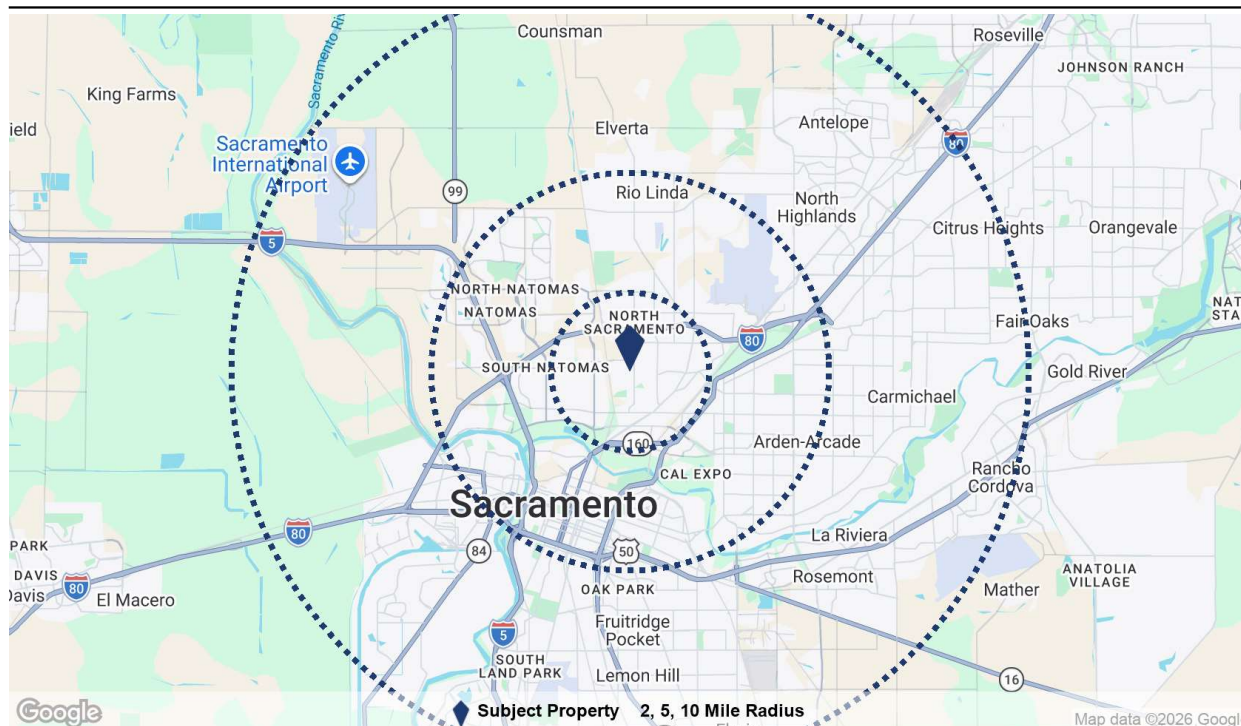 Counsman
Roseville
JOHNSON RANCH
King Farms
Sacramento
Elverta
Antelope
Sacramento
International
Airport
80
99
Rio Linda
North
Highlands
Citrus Heights
Orangevale
5
NORTH NATOMAS
NATOMAS
NORTH
SACRAMENTO
80
Fair Oaks
SOUTH NATOMAS
Gold River
Carmichael
160
Arden-Arcade
CAL EXPO
Rancho
Cordova
Sacramento
80
84
50
La Riviera
PARK
DAVIS
Davis
80
El Macero
OAK PARK
Rosemont
Mather
ANATOLIA
VILLAGE
5
Fruitridge
Pocket
SOUTH
LAND PARK
Lemon Hill
16
Google
Subject Property 2, 5, 10 Mile Radius
Map data ©2026 Googl